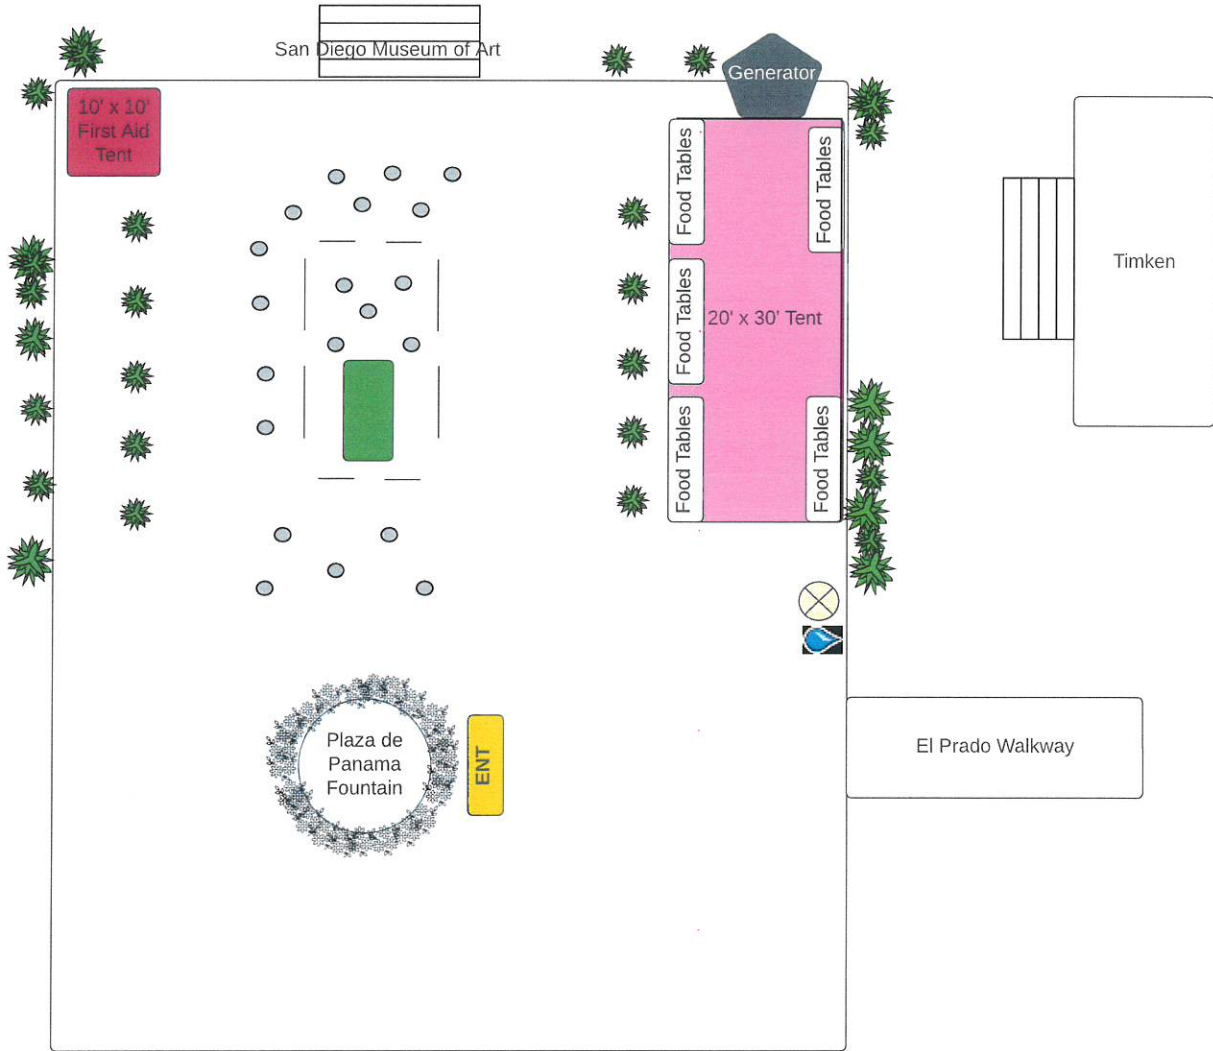 San Diego Museum of Art
Generator
10' x 10'
First Aid
Tent
Food Tables
Food Tables
Timken
20' x 30' Tent
Food Tables
Food Tables
Food Tables
Plaza de
Panama
Fountain
ENT
El Prado Walkway